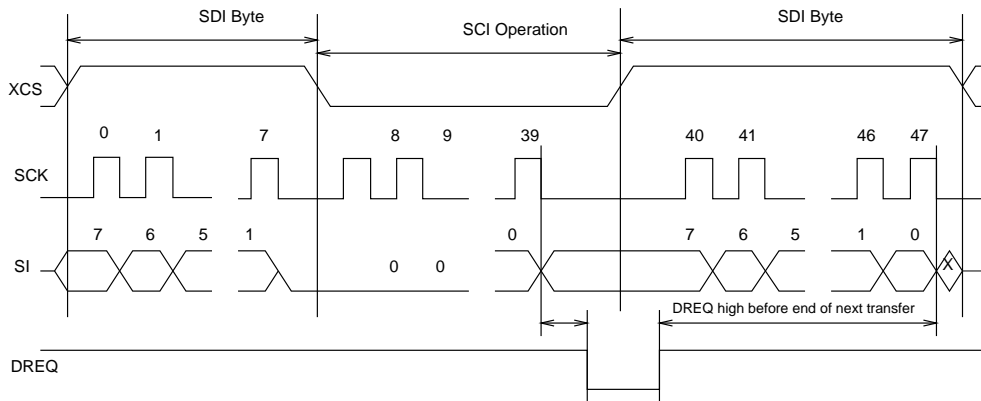 SDI Byte SCI Operation SDI Byte
XCS
0 1 7 8 9 39 40 41 46 47
SCK
7 6 5 1 0 7 6 5 1 0
SI 0 0 X
DREQ high before end of next transfer
DREQ